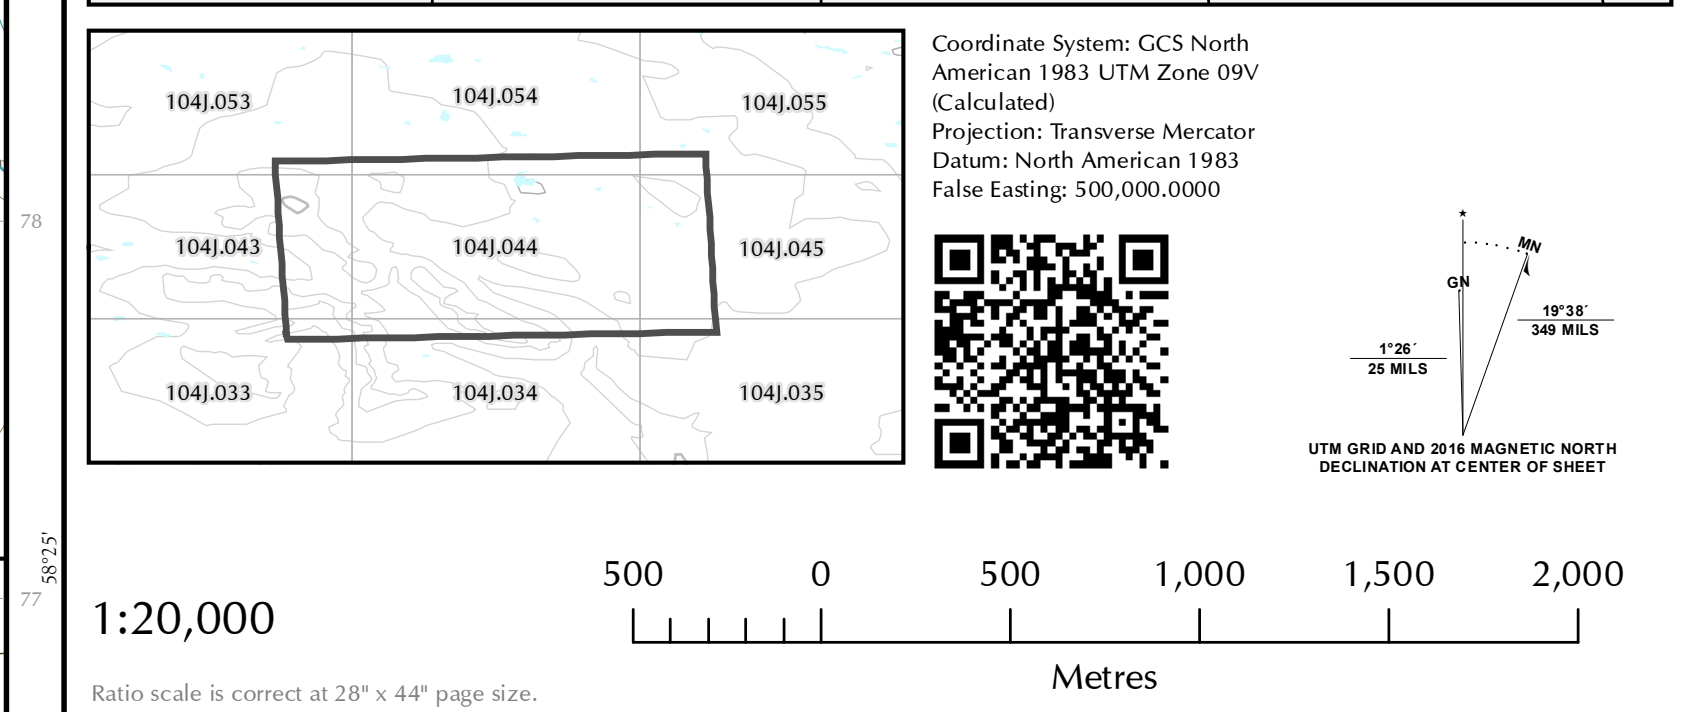 104J.053 104J.054 104J.055
104J.043 104J.044 104J.045
104J.033 104J.034 104J.035
Coordinate System: GCS North
American 1983 UTM Zone 09V
(Calculated)
Projection: Transverse Mercator
Datum: North American 1983
False Easting: 500,000.0000
MN
GN
19°38´
349 MILS
1°26´
25 MILS
UTM GRID AND 2016 MAGNETIC NORTH
DECLINATION AT CENTER OF SHEET
78
58°25'
77
1:20,000
500 0 500 1,000 1,500 2,000
Metres
Ratio scale is correct at 28" x 44" page size.